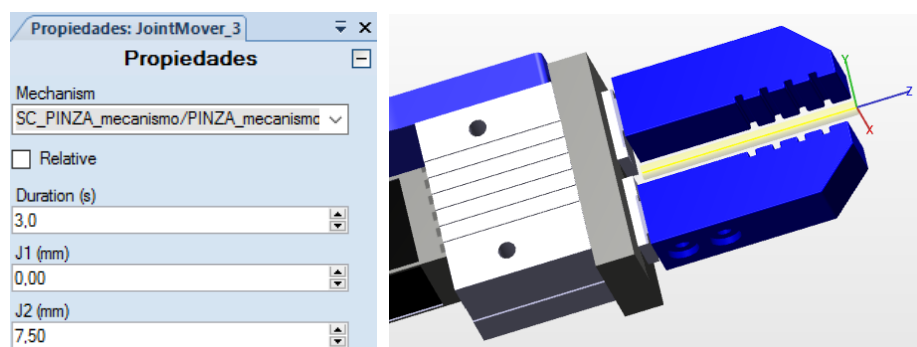 Propiedades: JointMover_3
Propiedades
Mechanism
SC_PINZA_mecanismo/PINZA_mecanismo
Relative
Duration (s)
3,0
J1 (mm)
0,00
J2 (mm)
7,50
Y
Z
X